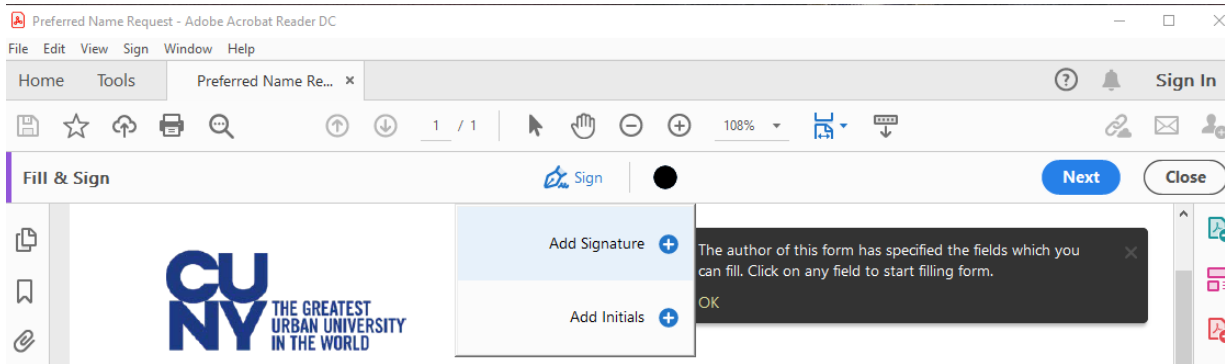 Preferred Name Request - Adobe Acrobat Reader DC
File Edit View Sign Window Help
Home Tools Preferred Name Re... × Sign In
1 / 1 108%
Fill & Sign Sign Next Close
Add Signature
Add Initials
The author of this form has specified the fields which you
can fill. Click on any field to start filling form.
OK
CU
NY
THE GREATEST
URBAN UNIVERSITY
IN THE WORLD